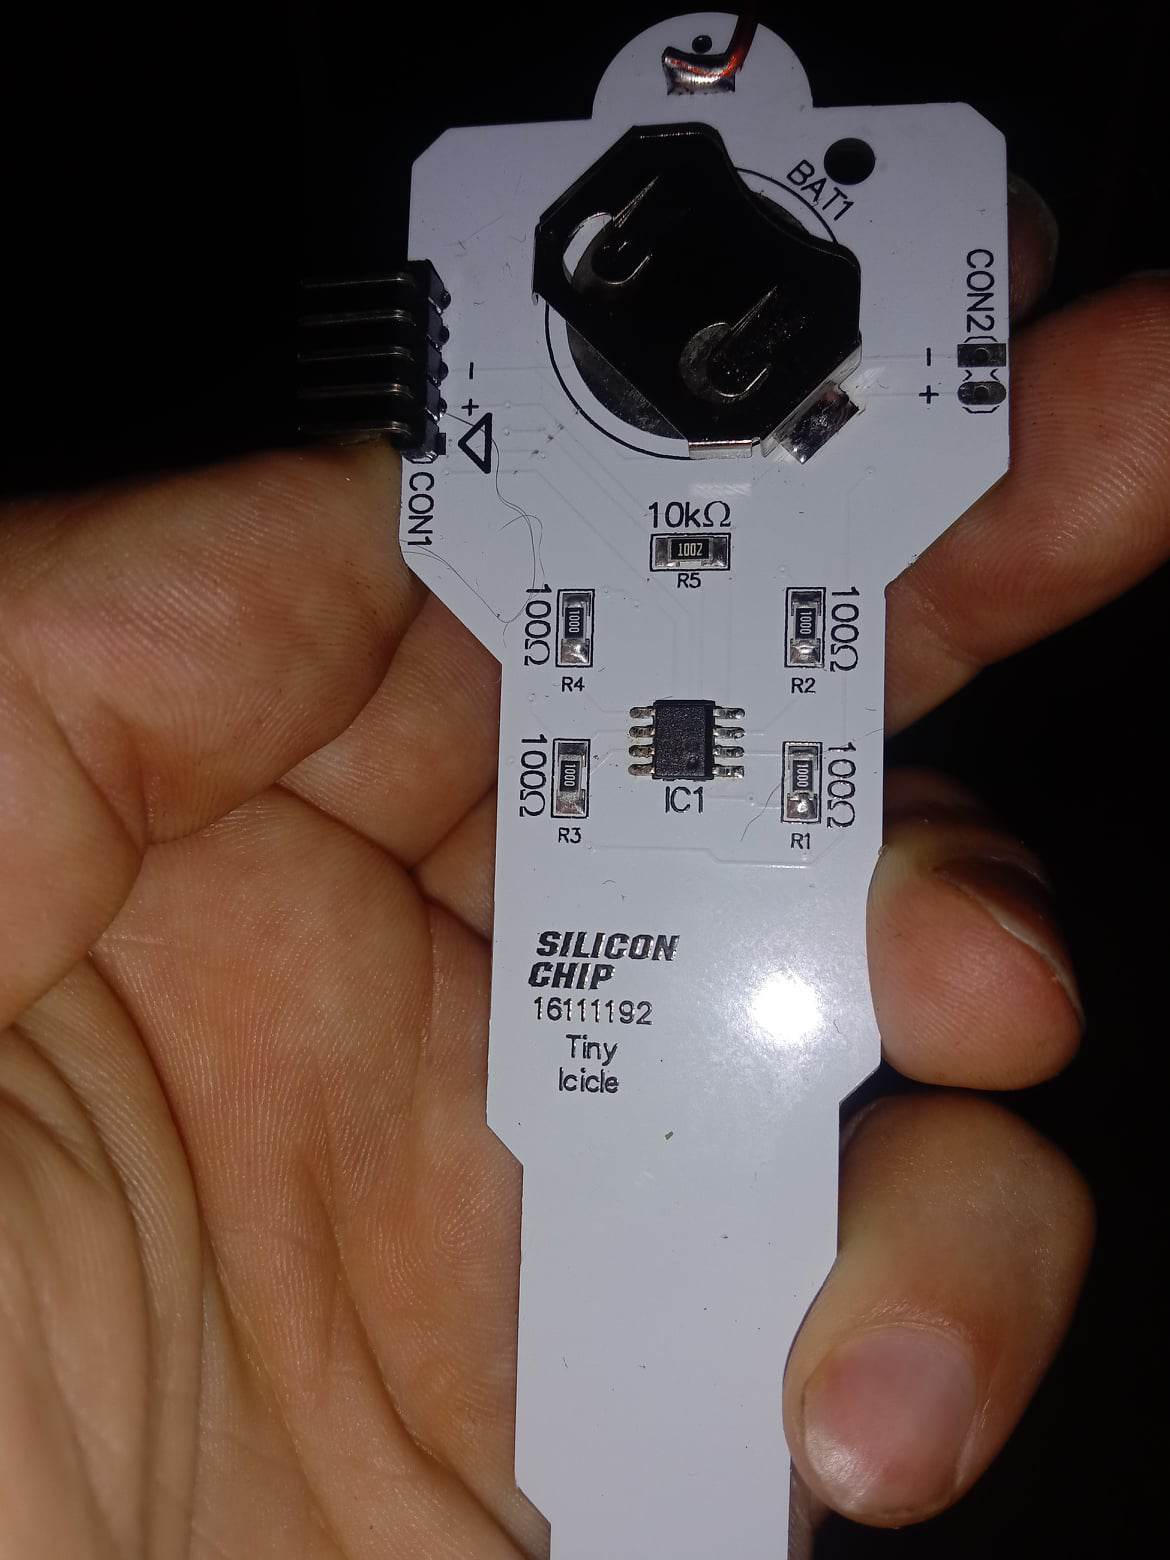 BAT1
CON2
-
+
-
+
CON1
10kΩ
1002
R5
100Ω
1000
R4
100Ω
1000
R2
100Ω
1000
R3
IC1
100Ω
1000
R1
SILICON
CHIP
16111192
Tiny
Icicle